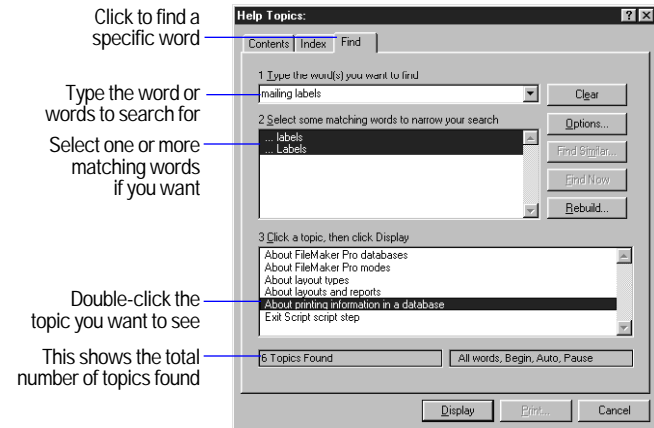 Click to find a
specific word
Type the word or
words to search for
Select one or more
matching words
if you want
Double-click the
topic you want to see
This shows the total
number of topics found
Help Topics:
Contents
Index
Find
1 Type the word(s) you want to find
mailing labels
Clear
2 Select some matching words to narrow your search
... labels
... Labels
Options...
Find Similar...
Find Now
Rebuild...
3 Click a topic, then click Display
About FileMaker Pro databases
About FileMaker Pro modes
About layout types
About layouts and reports
About printing information in a database
Exit Script script step
6 Topics Found
All words, Begin, Auto, Pause
Display
Print...
Cancel